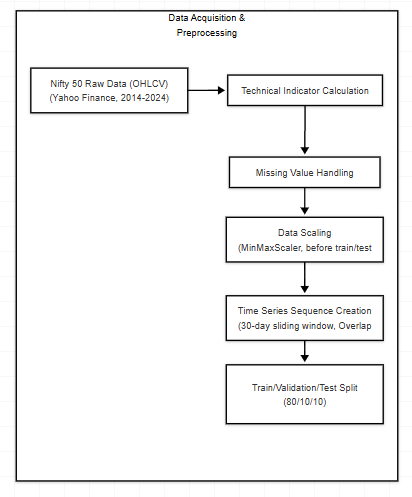 Data Acquisition &
Preprocessing
Nifty 50 Raw Data (OHLCV)
(Yahoo Finance, 2014-2024)
Technical Indicator Calculation
Missing Value Handling
Data Scaling
(MinMaxScaler, before train/test
Time Series Sequence Creation
(30-day sliding window, Overlap
Train/Validation/Test Split
(80/10/10)